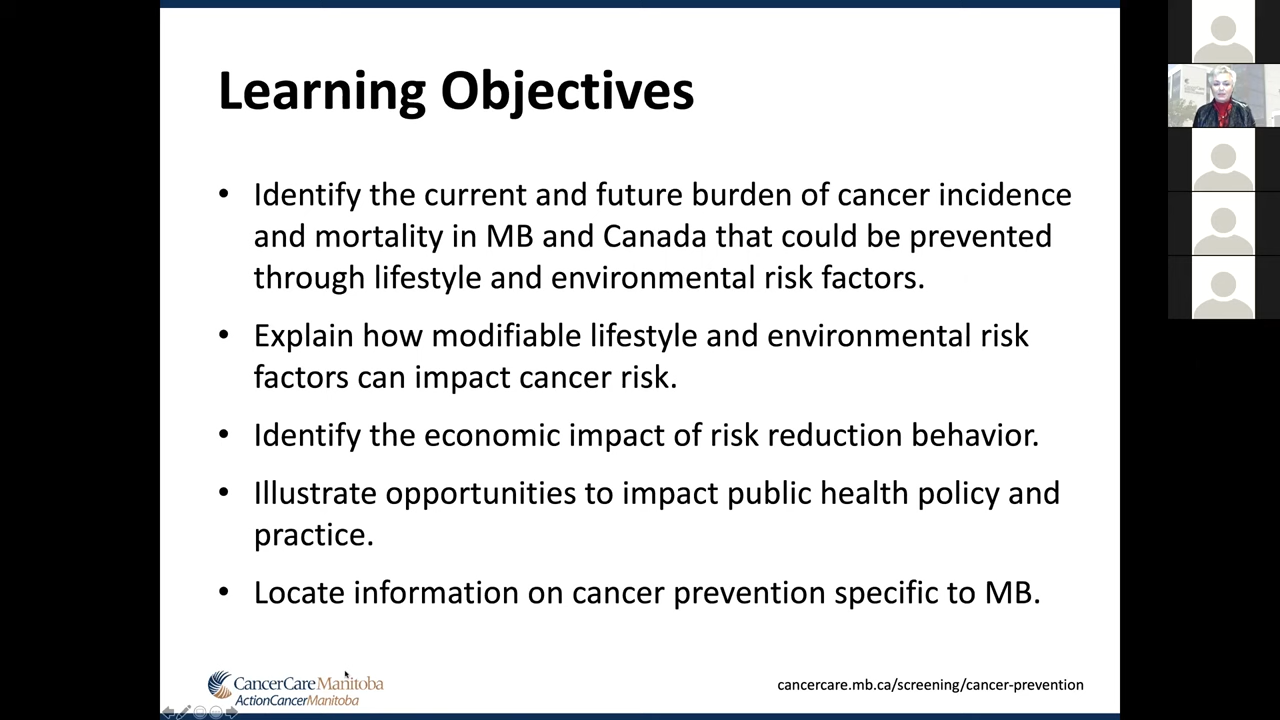 Learning Objectives
• Identify the current and future burden of cancer incidence
and mortality in MB and Canada that could be prevented
through lifestyle and environmental risk factors.
• Explain how modifiable lifestyle and environmental risk
factors can impact cancer risk.
• Identify the economic impact of risk reduction behavior.
• Illustrate opportunities to impact public health policy and
practice.
• Locate information on cancer prevention specific to MB.
CancerCareManitoba
ActionCancerManitoba
cancercare.mb.ca/screening/cancer-prevention